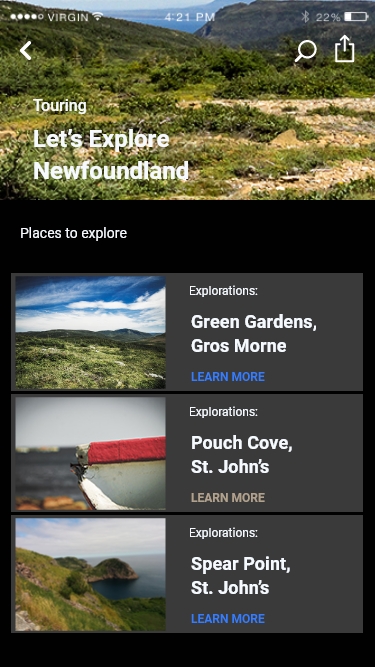 VIRGIN
4:21 PM
22%
Touring
Let's Explore
Newfoundland
Places to explore
Explorations:
Green Gardens,
Gros Morne
LEARN MORE
Explorations:
Pouch Cove,
St. John's
LEARN MORE
Explorations:
Spear Point,
St. John's
LEARN MORE